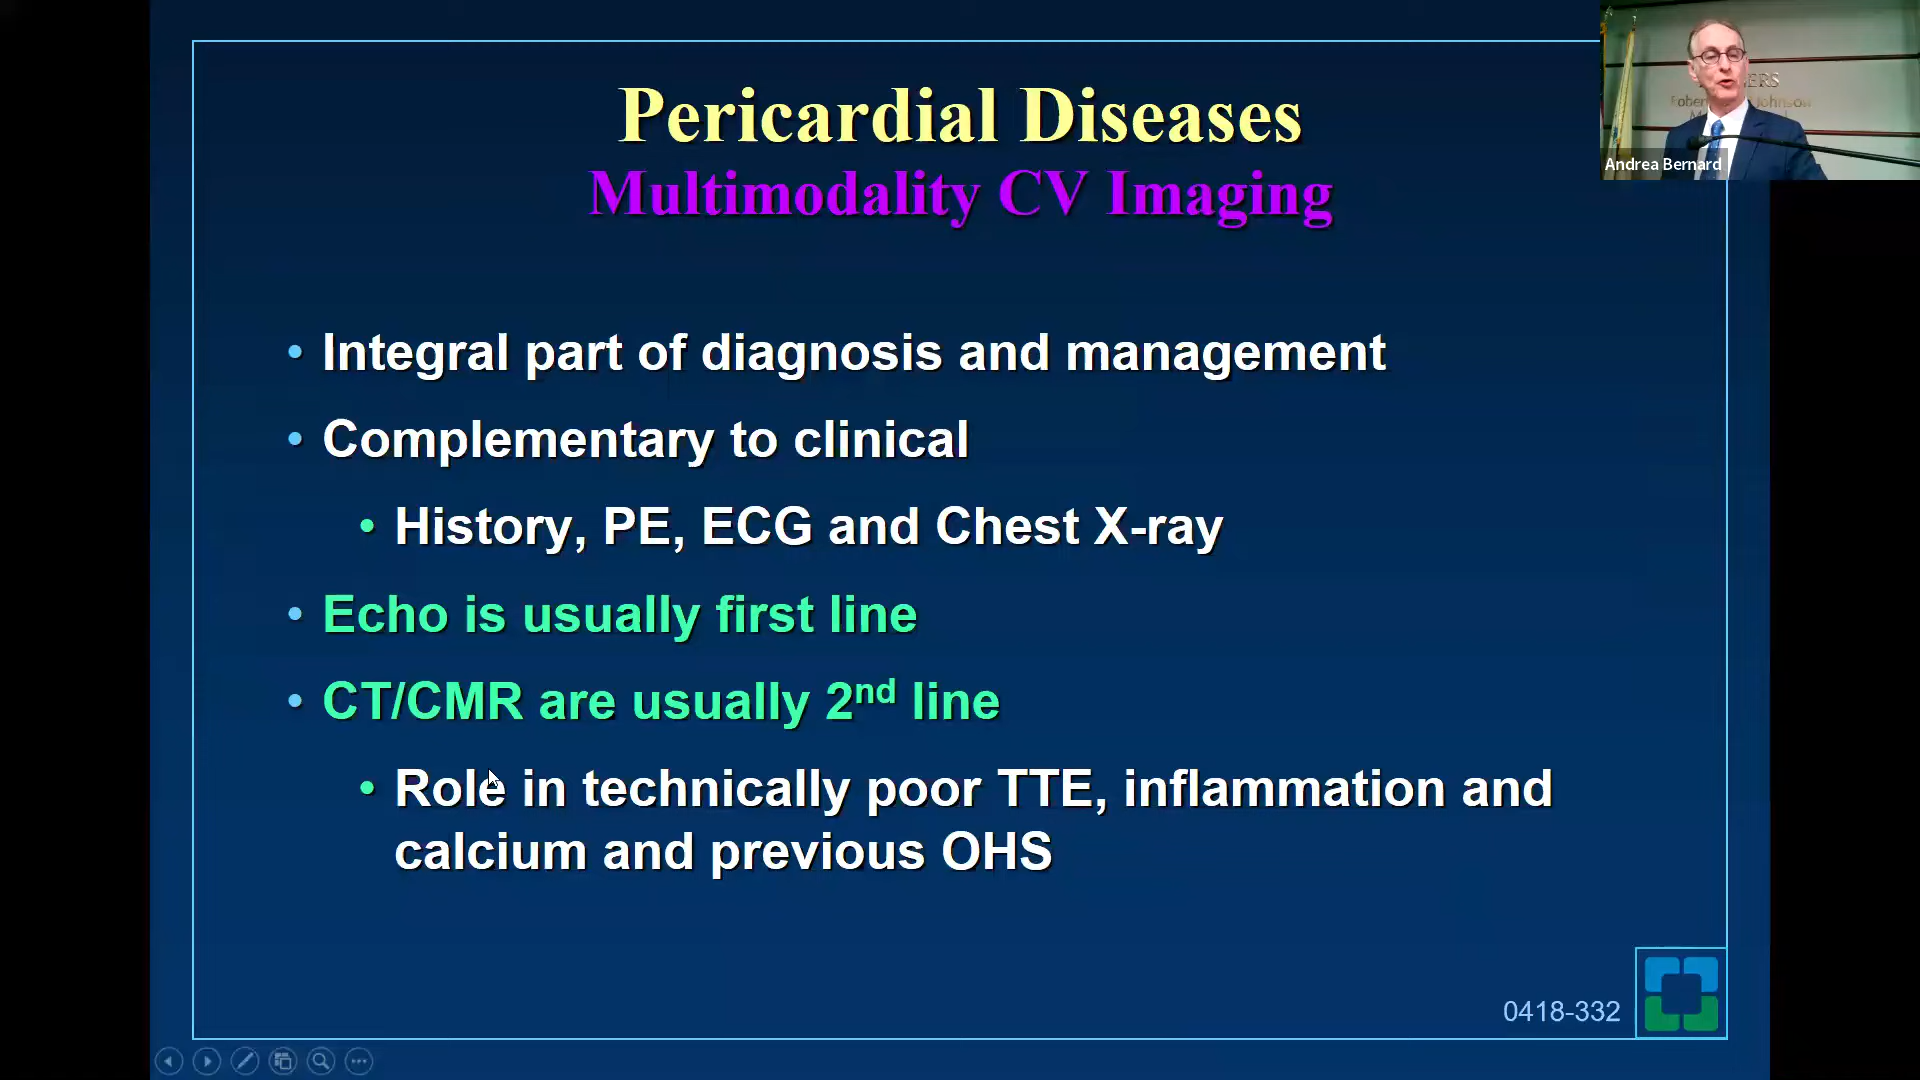 Pericardial Diseases
Multimodality CV Imaging
• Integral part of diagnosis and management
• Complementary to clinical
• History, PE, ECG and Chest X-ray
• Echo is usually first line
• CT/CMR are usually 2nd line
• Role in technically poor TTE, inflammation and
calcium and previous OHS
0418-332
ERS
Johnson
Andrea Bernard